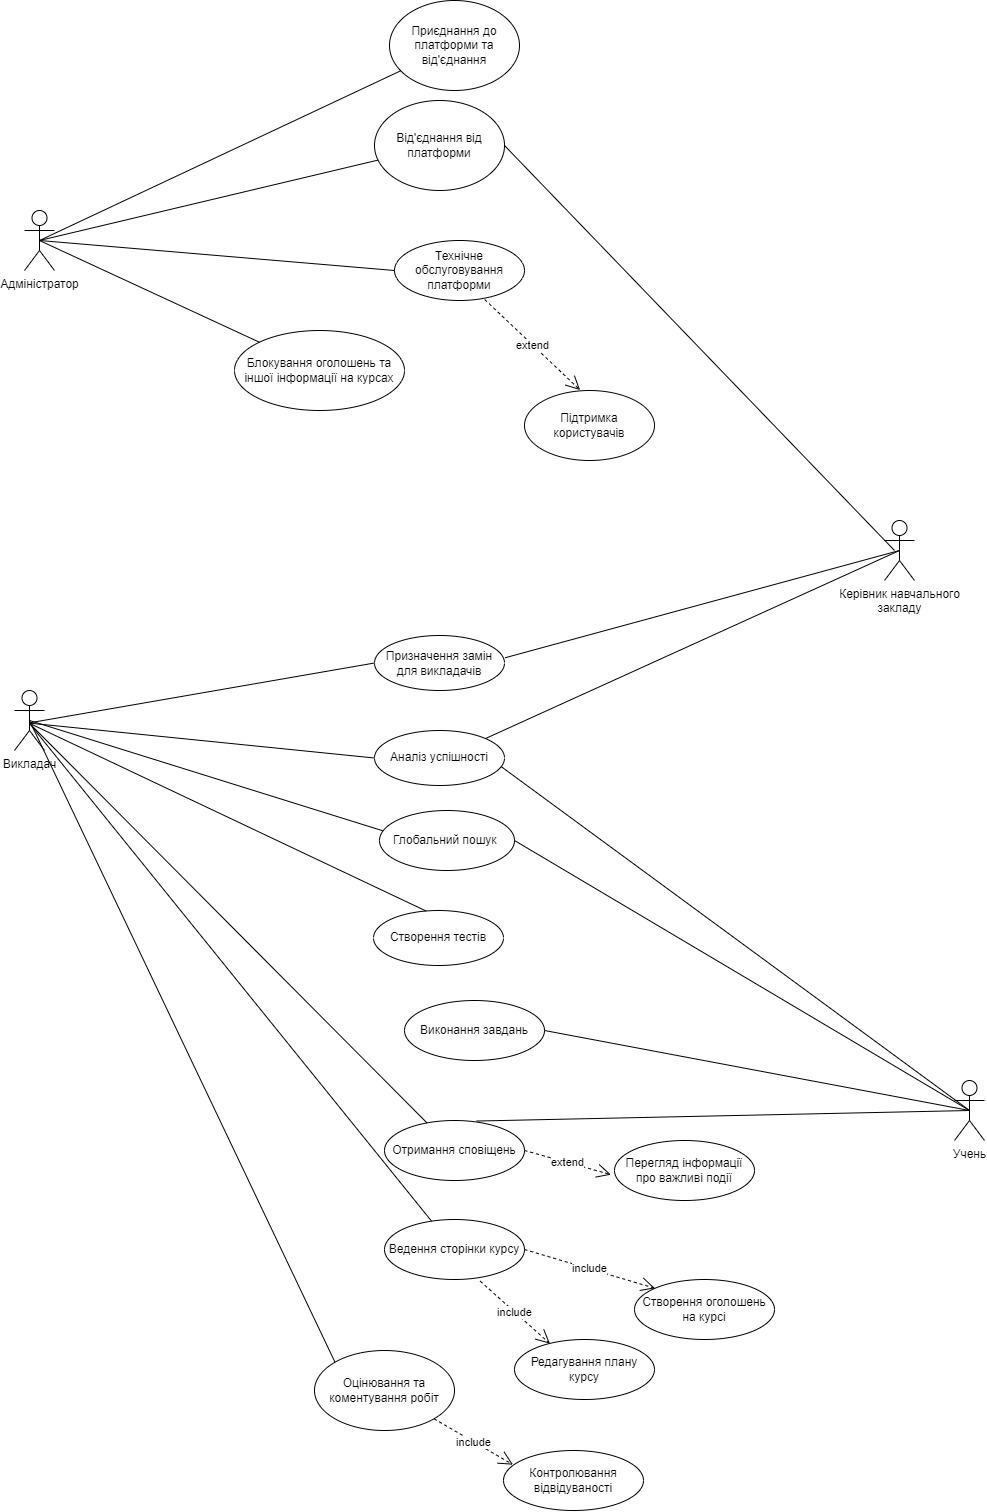 Приєднання до
платформи та
від'єднання
Від'єднання від
платформи
Адміністратор
Технічне
обслуговування
платформи
extend
Блокування оголошень та
іншої інформації на курсах
Підтримка
користувачів
Керівник навчального
закладу
Призначення замін
для викладачів
Викладач
Аналіз успішності
Глобальний пошук
Створення тестів
Виконання завдань
Учень
Отримання сповіщень
extend
Перегляд інформації
про важливі події
Ведення сторінки курсу
include
Створення оголошень
на курсі
include
Редагування плану
курсу
Оцінювання та
коментування робіт
include
Контролювання
відвідуваності